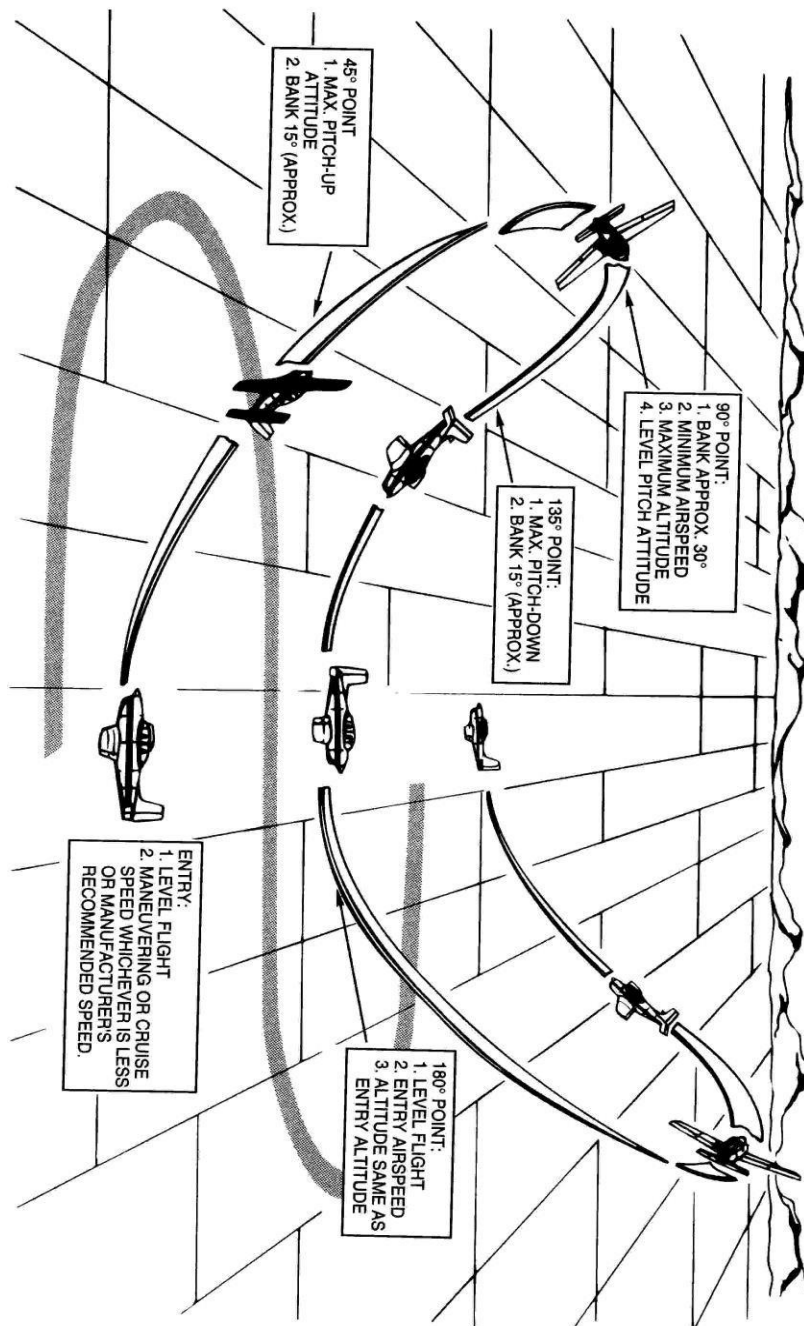 ENTRY:
1. LEVEL FLIGHT
2. MANEUVERING OR CRUISE
SPEED WHICHEVER IS LESS
OR MANUFACTURER'S
RECOMMENDED SPEED.
45° POINT
1. MAX. PITCH-UP
ATTITUDE
2. BANK 15° (APPROX.)
90° POINT:
1. BANK APPROX. 30°
2. MINIMUM AIRSPEED
3. MAXIMUM ALTITUDE
4. LEVEL PITCH ATTITUDE
135° POINT:
1. MAX. PITCH-DOWN
2. BANK 15° (APPROX.)
180° POINT:
1. LEVEL FLIGHT
2. ENTRY AIRSPEED
3. ALTITUDE SAME AS
ENTRY ALTITUDE